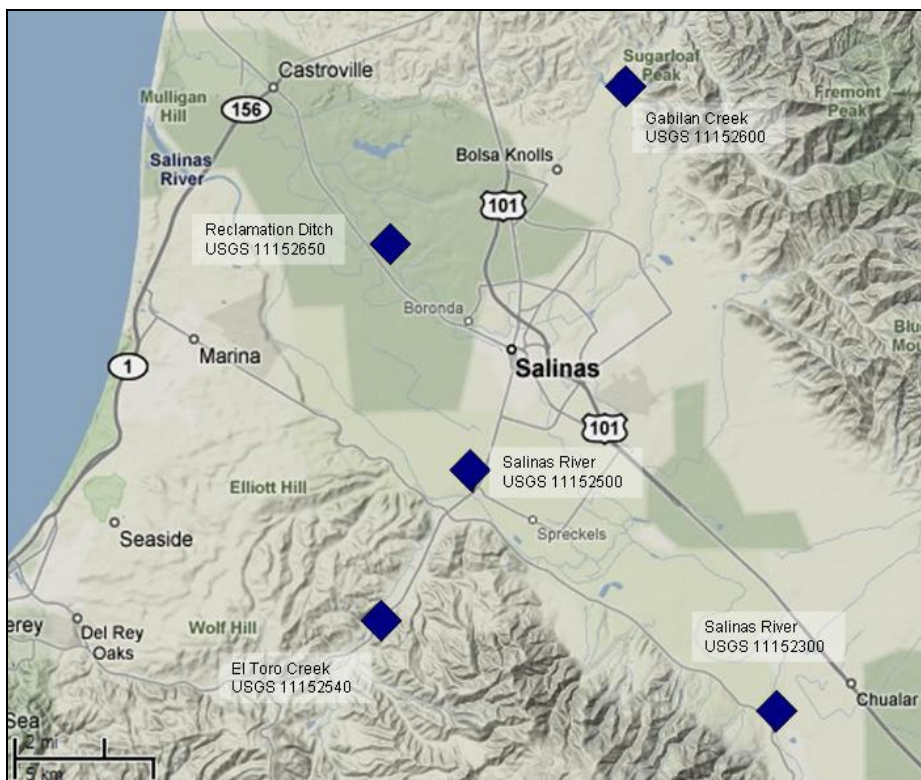 Castroville
Sugarloaf
Peak
Fremont
Peak
Mulligan
Hill
156
Gabilan Creek
USGS 11152600
Salinas
River
Bolsa Knolls
101
Reclamation Ditch
USGS 11152650
Boronda
Marina
Salinas
1
101
Salinas River
USGS 11152500
Elliott Hill
Seaside
Spreckels
Wolf Hill
Del Rey
Oaks
El Toro Creek
USGS 11152540
Salinas River
USGS 11152300
Chualar
Sea
2 mi
5 km